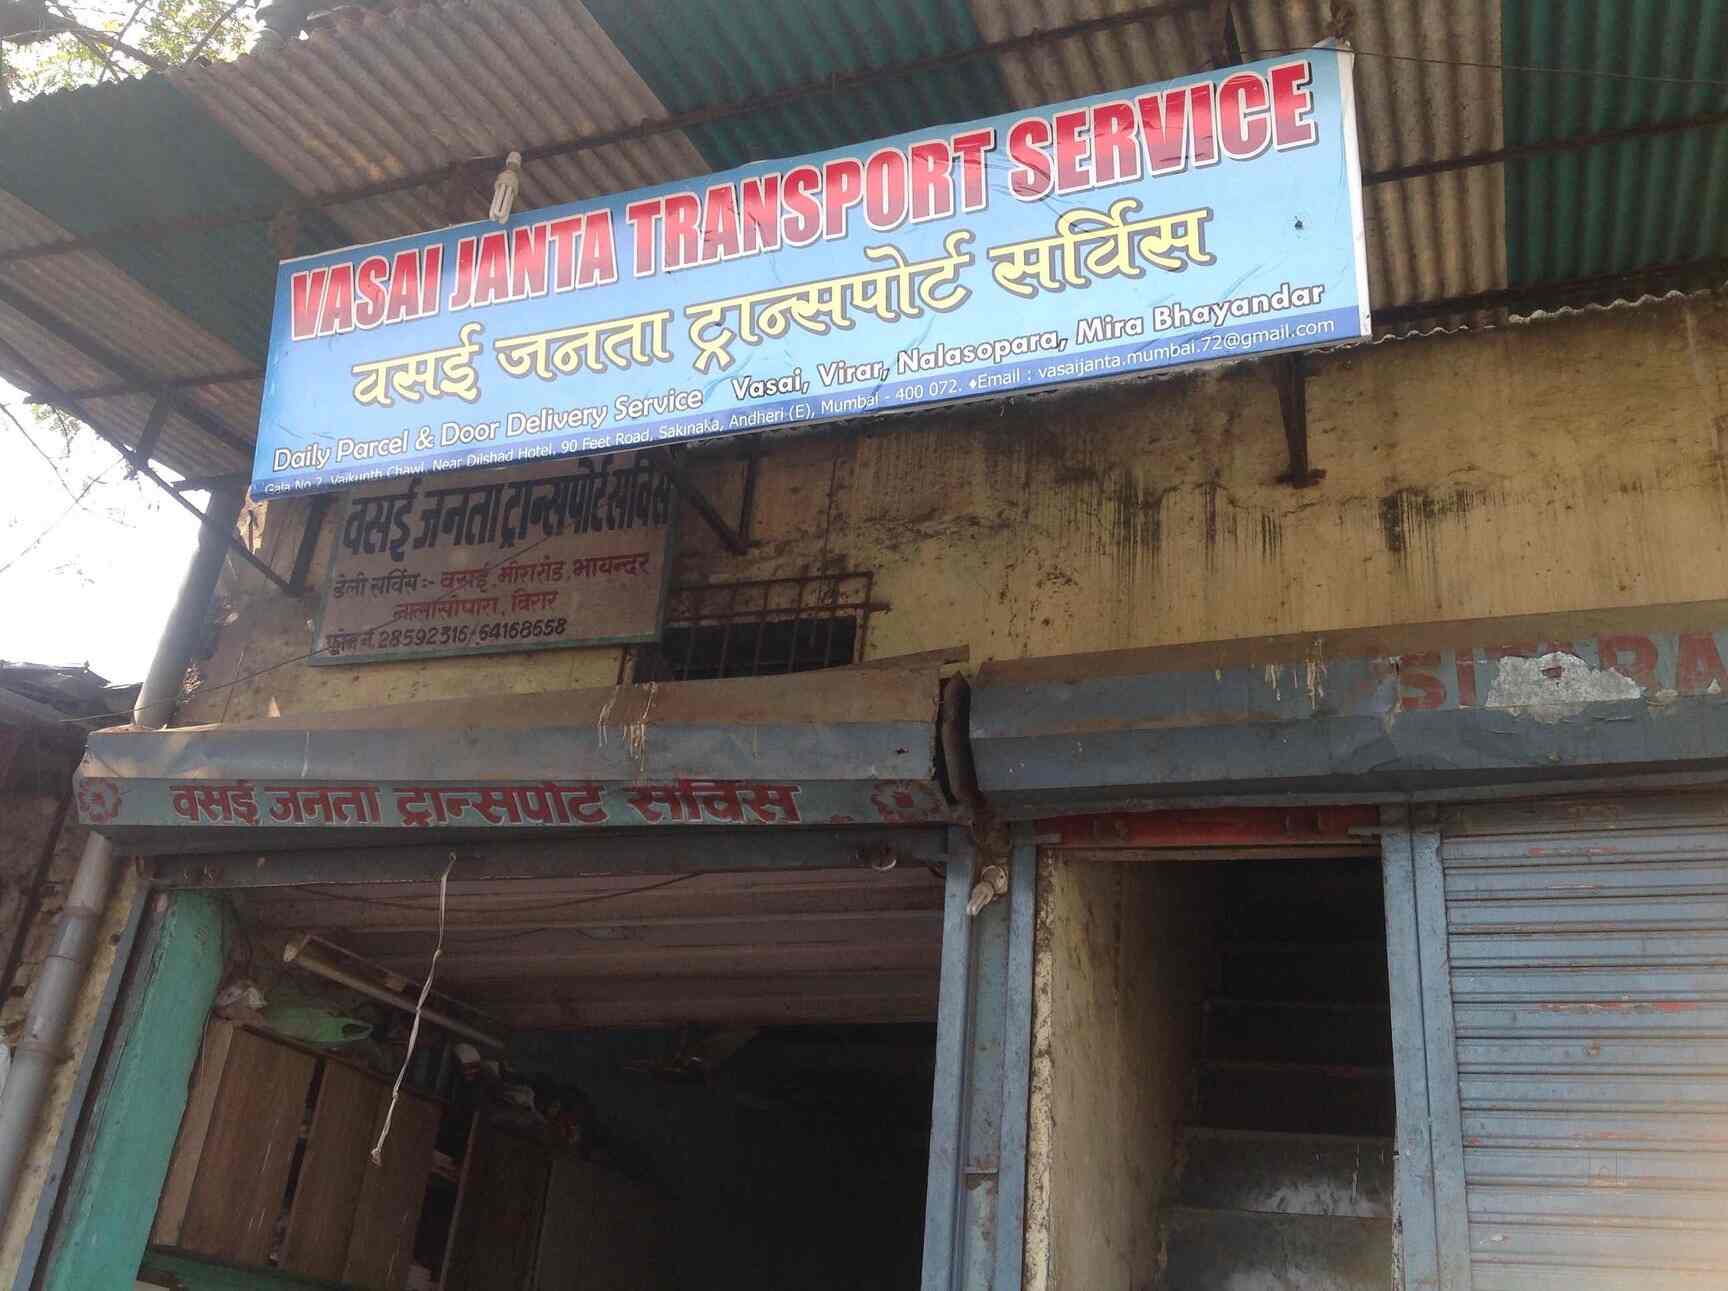 VASAI JANTA TRANSPORT SERVICE
वसई जनता ट्रान्सपोर्ट सर्विस
Daily Parcel & Door Delivery Service Vasai, Virar, Nalasopara, Mira Bhayandar
Gala No.2, Vaikunth Chawl, Near Dilshad Hotel, 90 Feet Road, Sakinaka, Andheri (E), Mumbai - 400 072. ♦Email : vasaijanta.mumbai.72@gmail.com
वसई जनता ट्रान्सपोर्ट सर्विस
डेली सर्विस :- वसई, मीरारोड, भायन्दर
नालासोपारा, विरार
फोन नं. 28592316/64168658
वसई जनता ट्रान्सपोर्ट सर्विस